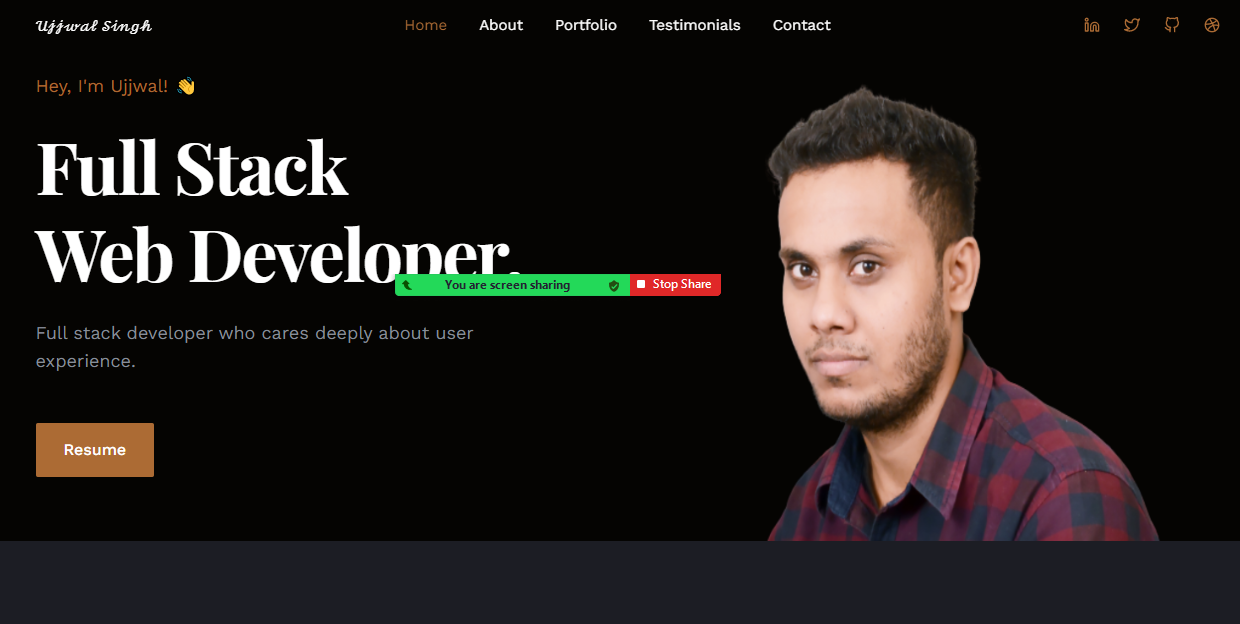 Ujjwal Singh
Home About Portfolio Testimonials Contact
Hey, I'm Ujjwal! 👋
Full Stack
Web Developer.
You are screen sharing Stop Share
Full stack developer who cares deeply about user
experience.
Resume